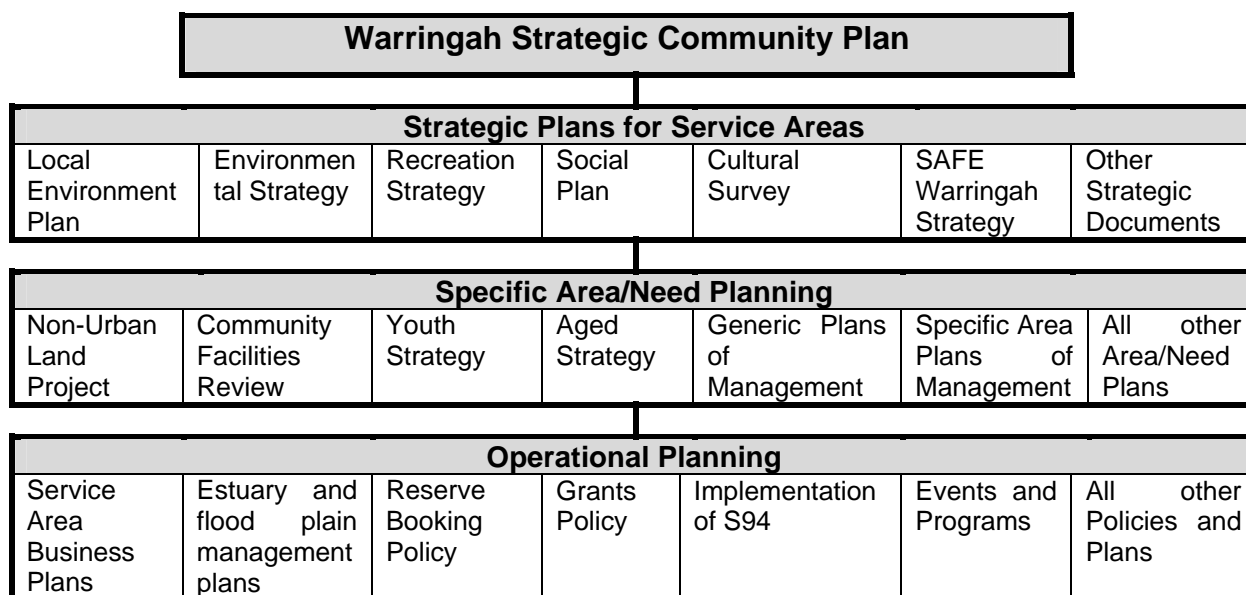 Warringah Strategic Community Plan
Strategic Plans for Service Areas
Local
Environment
Plan
Environmen
tal Strategy
Recreation
Strategy
Social
Plan
Cultural
Survey
SAFE
Warringah
Strategy
Other
Strategic
Documents
Specific Area/Need Planning
Non-Urban
Land
Project
Community
Facilities
Review
Youth
Strategy
Aged
Strategy
Generic Plans
of
Management
Specific Area
Plans of
Management
All other
Area/Need
Plans
Operational Planning
Service
Area
Business
Plans
Estuary and
flood plain
management
plans
Reserve
Booking
Policy
Grants
Policy
Implementation
of S94
Events and
Programs
All other
Policies and
Plans